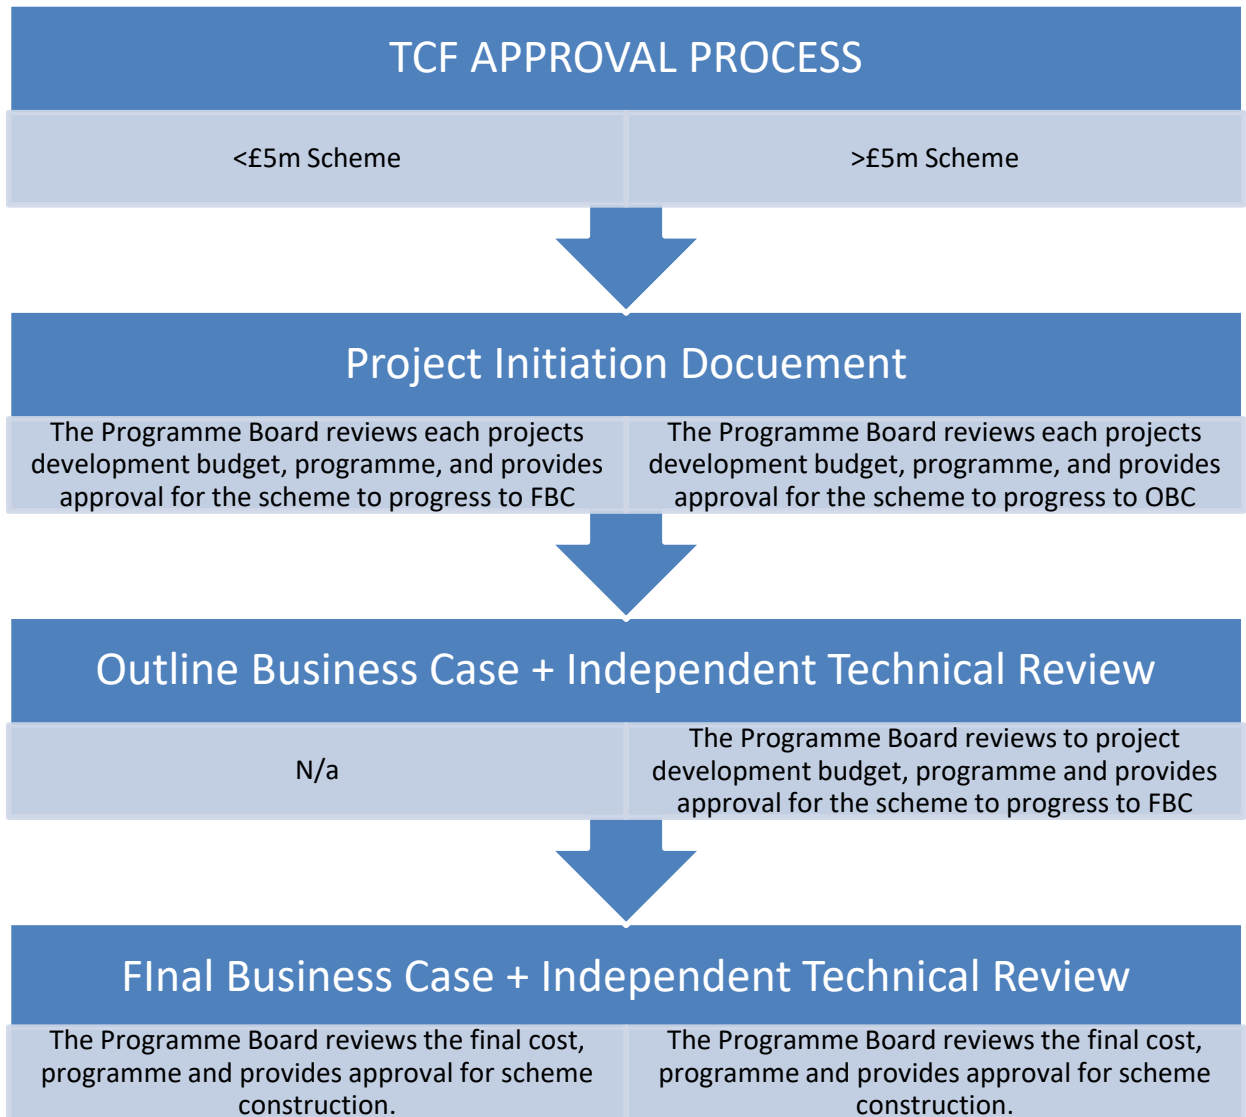 TCF APPROVAL PROCESS
<£5m Scheme
>£5m Scheme
Project Initiation Docuement
The Programme Board reviews each projects
development budget, programme, and provides
approval for the scheme to progress to FBC
The Programme Board reviews each projects
development budget, programme, and provides
approval for the scheme to progress to OBC
Outline Business Case + Independent Technical Review
N/a
The Programme Board reviews to project
development budget, programme and provides
approval for the scheme to progress to FBC
FInal Business Case + Independent Technical Review
The Programme Board reviews the final cost,
programme and provides approval for scheme
construction.
The Programme Board reviews the final cost,
programme and provides approval for scheme
construction.